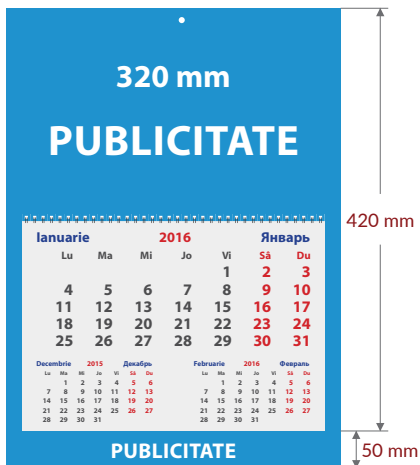 320 mm
PUBLICITATE
420 mm
Ianuarie 2016 Январь
Lu Ma Mi Jo Vi Sâ Du
1 2 3
4 5 6 7 8 9 10
11 12 13 14 15 16 17
18 19 20 21 22 23 24
25 26 27 28 29 30 31
Decembrie 2015 Декабрь
Lu Ma Mi Jo Vi Sâ Du
1 2 3 4 5 6
7 8 9 10 11 12 13
14 15 16 17 18 19 20
21 22 23 24 25 26 27
28 29 30 31
Februarie 2016 Февраль
Lu Ma Mi Jo Vi Sâ Du
1 2 3 4 5 6
7 8 9 10 11 12 13
14 15 16 17 18 19 20
21 22 23 24 25 26 27
28 29 30 31
PUBLICITATE
50 mm